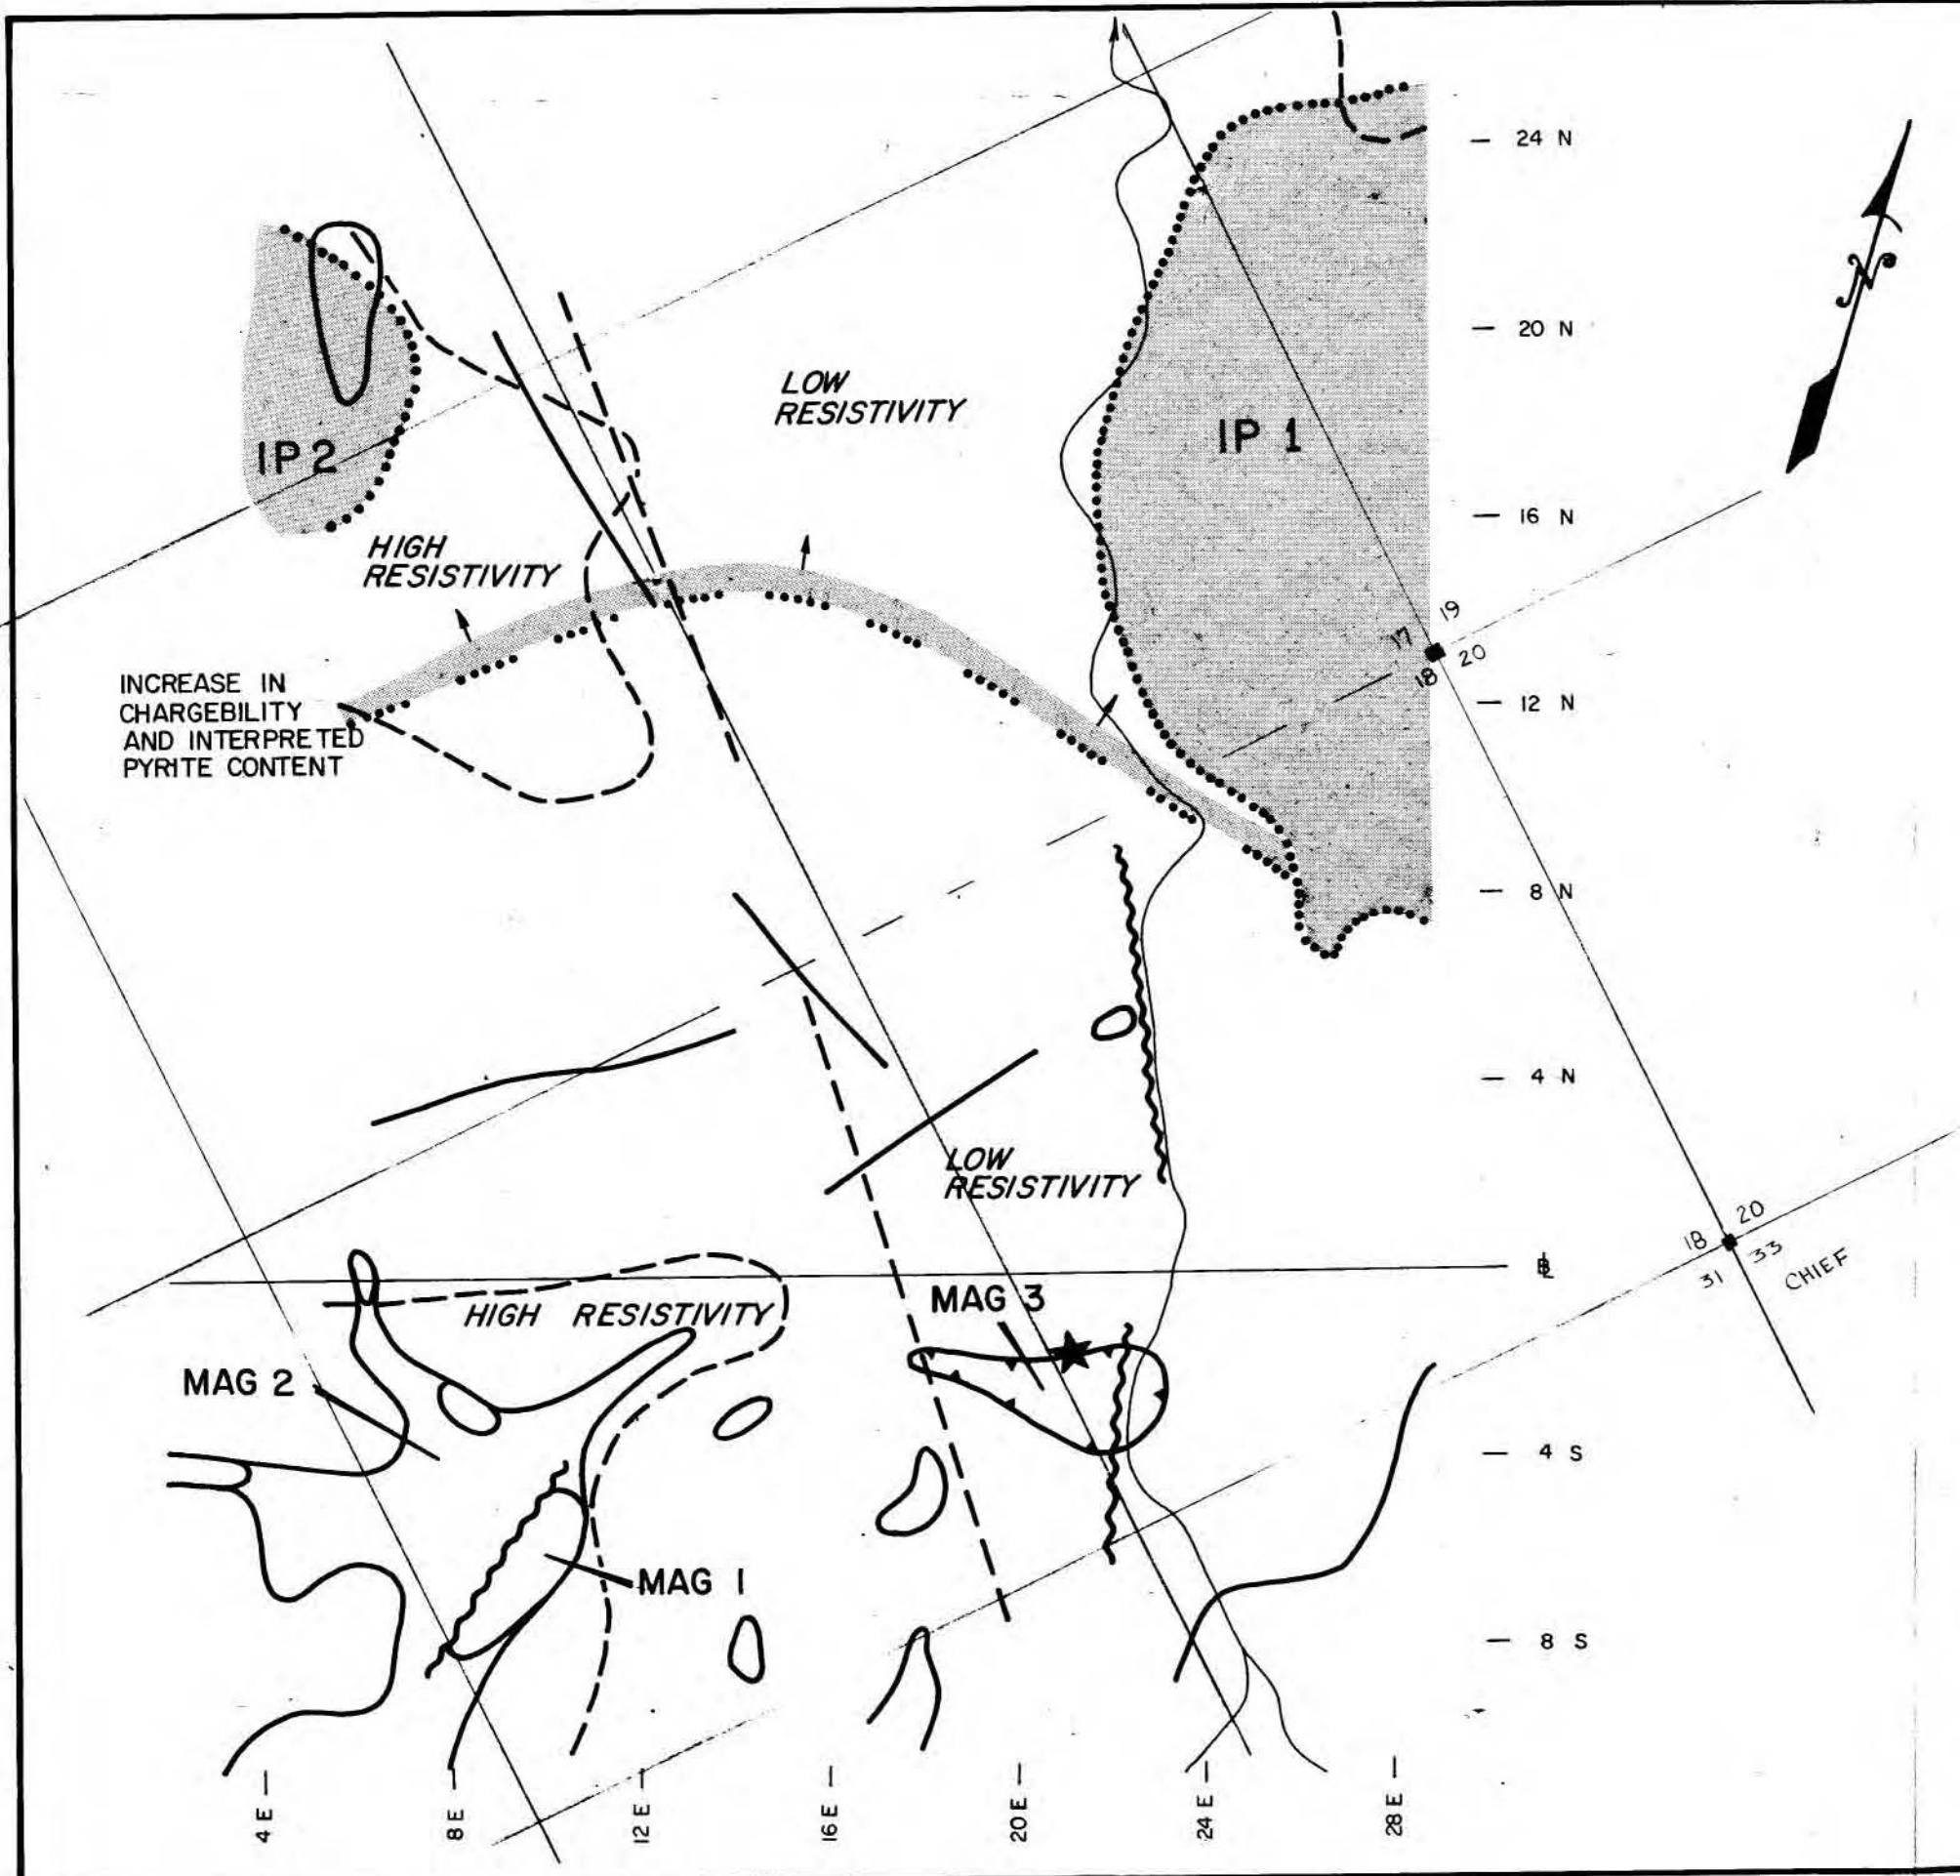 24 N
20 N
16 N
12 N
8 N
4 N
BL
4 S
8 S
N
LOW
RESISTIVITY
IP 1
IP 2
HIGH
RESISTIVITY
17
19
18
20
INCREASE IN
CHARGEBILITY
AND INTERPRETED
PYRITE CONTENT
LOW
RESISTIVITY
18
20
31
33
CHIEF
HIGH RESISTIVITY
MAG 3
MAG 2
MAG 1
4 E
8 E
12 E
16 E
20 E
24 E
28 E